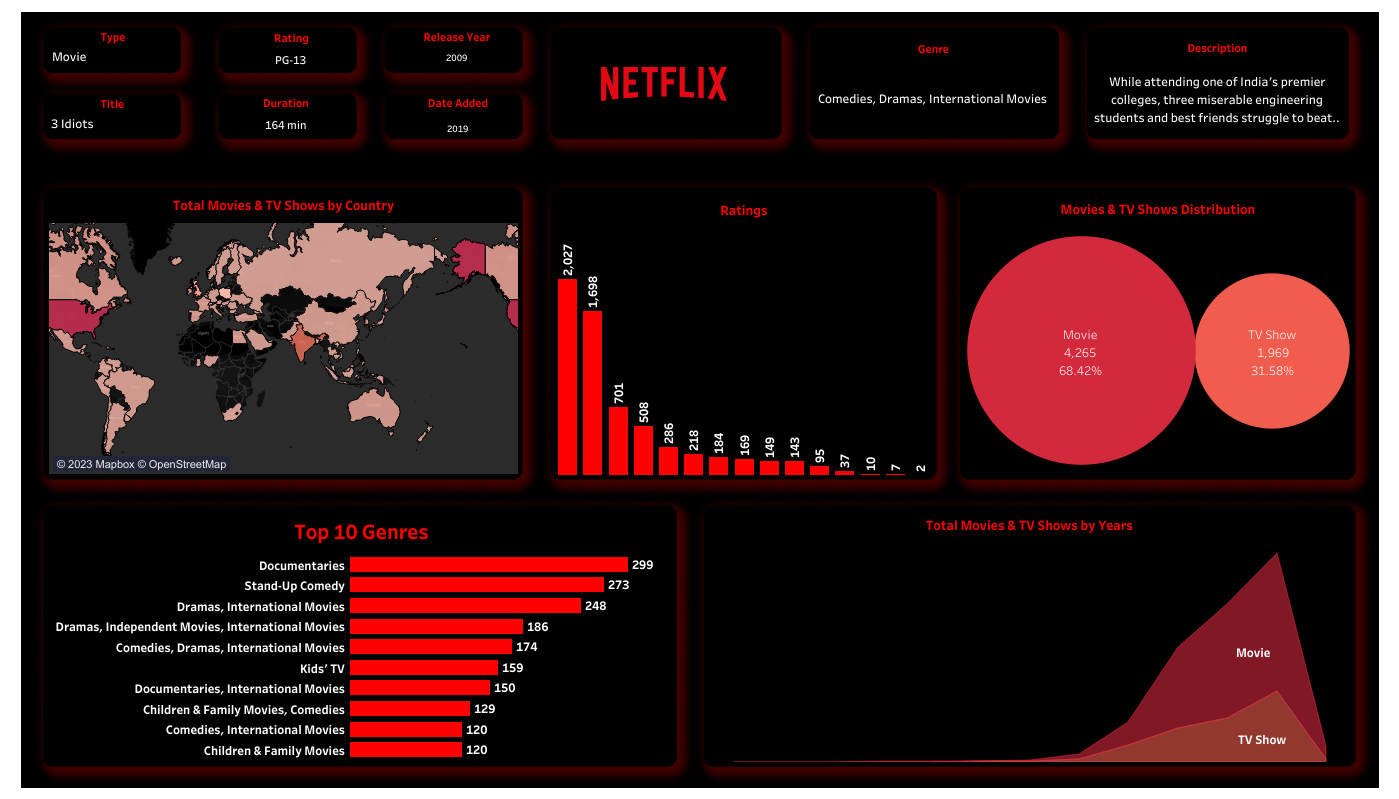 Type
Movie
Rating
PG-13
Release Year
2009
Title
3 Idiots
Duration
164 min
Date Added
2019
NETFLIX
Genre
Comedies, Dramas, International Movies
Description
While attending one of India's premier
colleges, three miserable engineering
students and best friends struggle to beat..
Total Movies & TV Shows by Country
© 2023 Mapbox © OpenStreetMap
Ratings
2,027
1,698
701
508
286
218
184
169
149
143
95
37
10
7
2
Movies & TV Shows Distribution
Movie
4,265
68.42%
TV Show
1,969
31.58%
Top 10 Genres
Documentaries 299
Stand-Up Comedy 273
Dramas, International Movies 248
Dramas, Independent Movies, International Movies 186
Comedies, Dramas, International Movies 174
Kids' TV 159
Documentaries, International Movies 150
Children & Family Movies, Comedies 129
Comedies, International Movies 120
Children & Family Movies 120
Total Movies & TV Shows by Years
Movie
TV Show